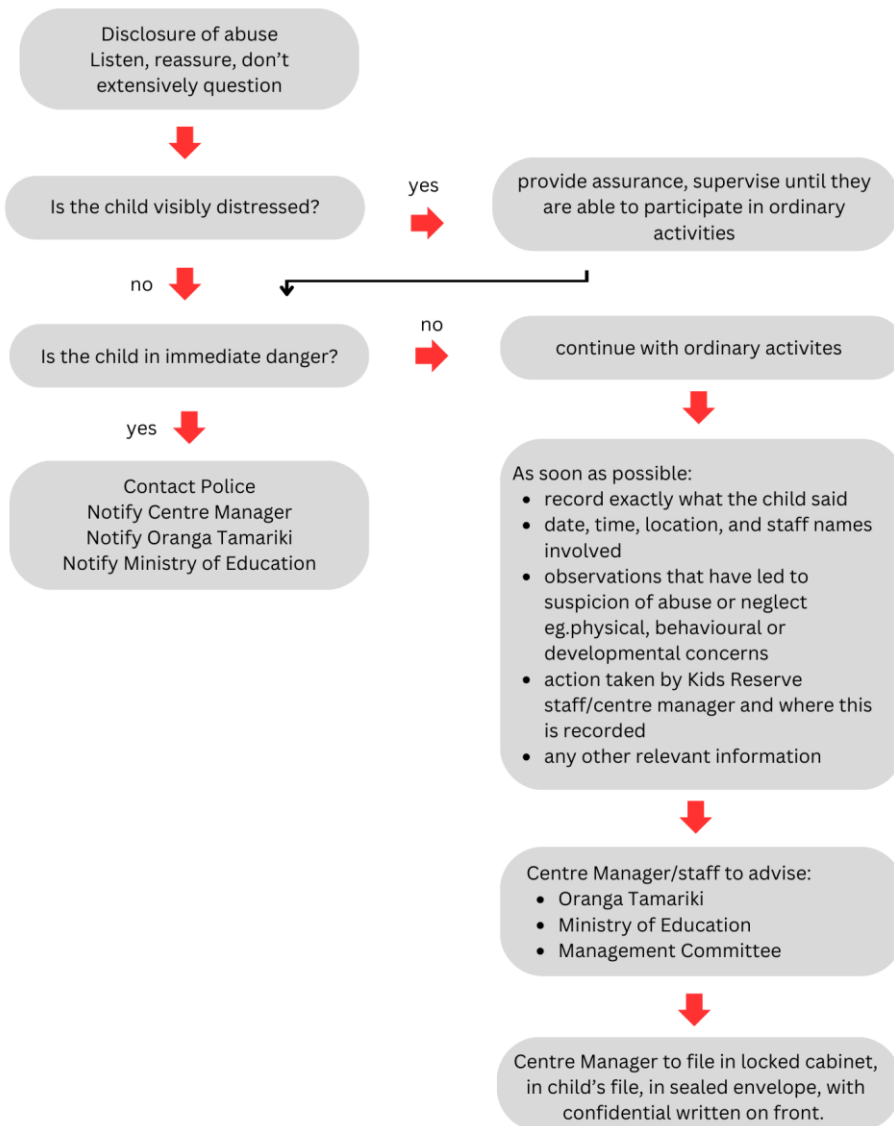 Disclosure of abuse
Listen, reassure, don’t
extensively question
Is the child visibly distressed?
yes
provide assurance, supervise until they
are able to participate in ordinary
activities
no
Is the child in immediate danger?
no
continue with ordinary activites
yes
Contact Police
Notify Centre Manager
Notify Oranga Tamariki
Notify Ministry of Education
As soon as possible:
• record exactly what the child said
• date, time, location, and staff names
involved
• observations that have led to
suspicion of abuse or neglect
eg.physical, behavioural or
developmental concerns
• action taken by Kids Reserve
staff/centre manager and where this
is recorded
• any other relevant information
Centre Manager/staff to advise:
• Oranga Tamariki
• Ministry of Education
• Management Committee
Centre Manager to file in locked cabinet,
in child’s file, in sealed envelope, with
confidential written on front.